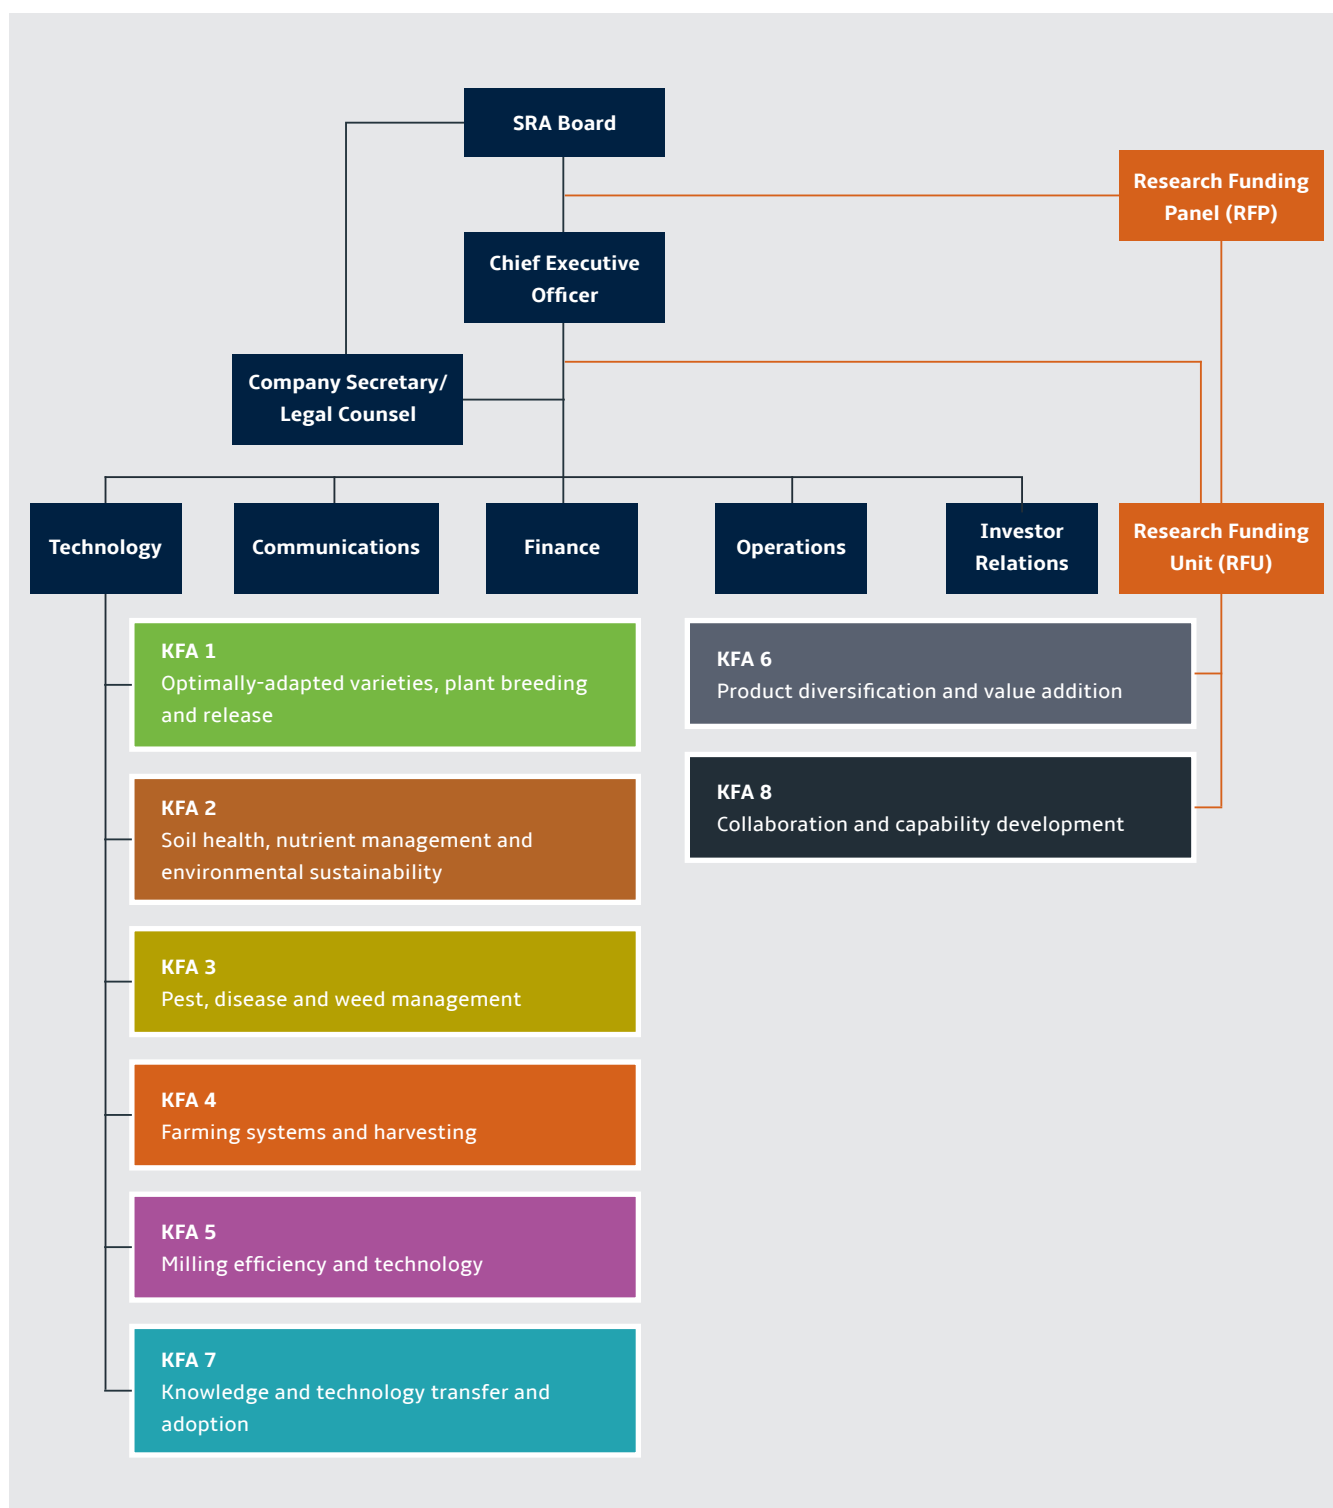 SRA Board
Research Funding
Panel (RFP)
Chief Executive
Officer
Company Secretary/
Legal Counsel
Technology
Communications
Finance
Operations
Investor
Relations
Research Funding
Unit (RFU)
KFA 1
Optimally-adapted varieties, plant breeding
and release
KFA 2
Soil health, nutrient management and
environmental sustainability
KFA 3
Pest, disease and weed management
KFA 4
Farming systems and harvesting
KFA 5
Milling efficiency and technology
KFA 7
Knowledge and technology transfer and
adoption
KFA 6
Product diversification and value addition
KFA 8
Collaboration and capability development